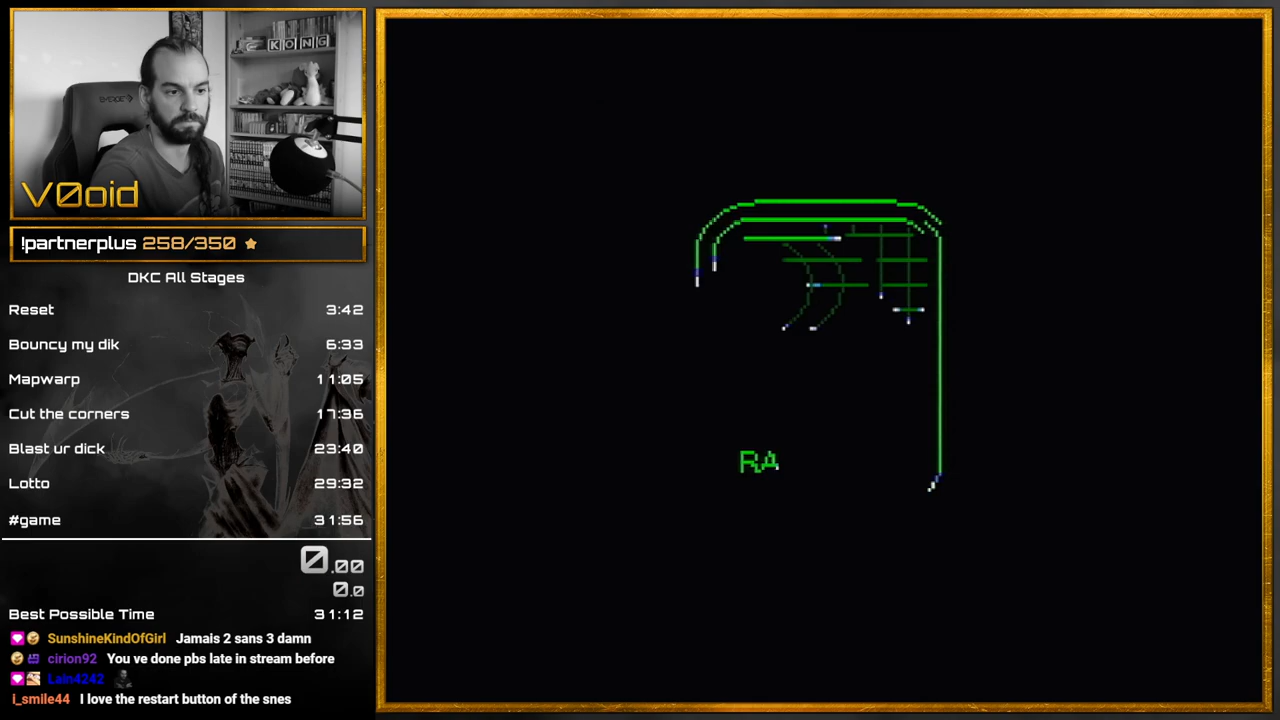 KONG
V0oid
!partnerplus 258/350
DKC All Stages
Reset 3:42
Bouncy my dik 6:33
Mapwarp 11:05
Cut the corners 17:36
Blast ur dick 23:40
Lotto 29:32
#game 31:56
0.00
0.0
Best Possible Time 31:12
SunshineKindOfGirl Jamais 2 sans 3 damn
cirion92 You ve done pbs late in stream before
Lain4242
i_smile44 I love the restart button of the snes
RA